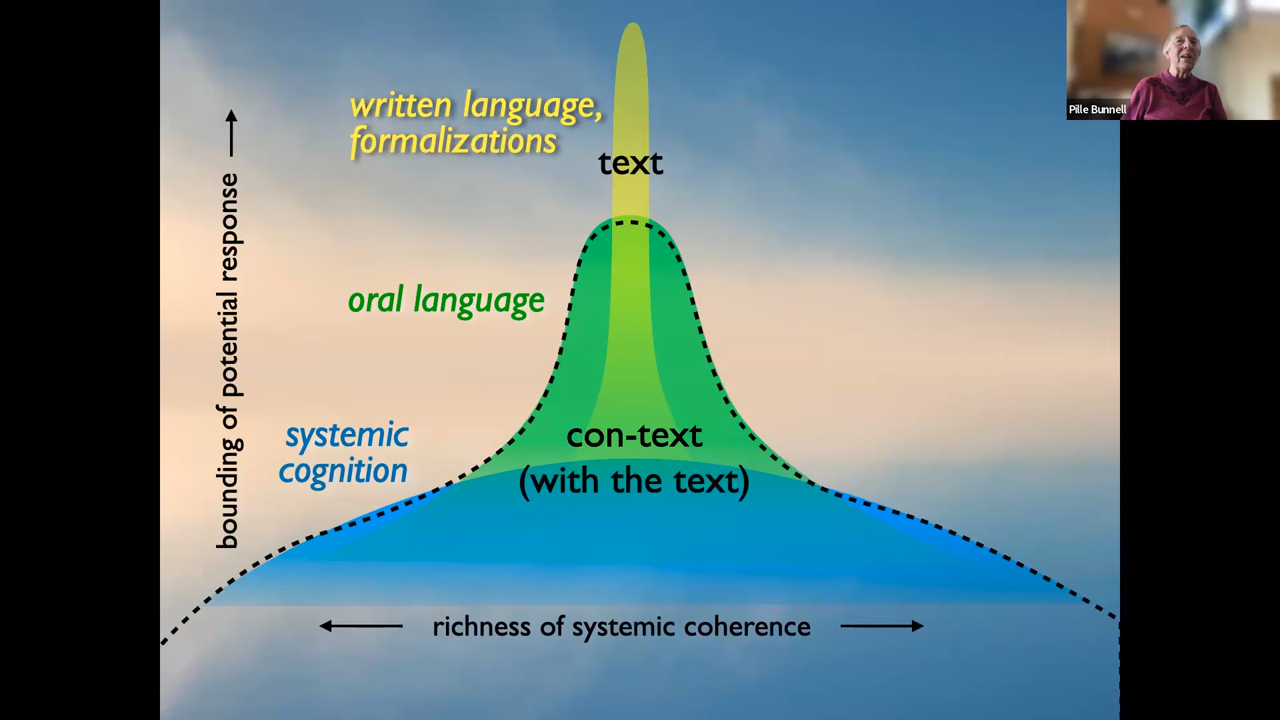 Pille Bunnell
written language,
formalizations
text
bounding of potential response
oral language
systemic
cognition
con-text
(with the text)
richness of systemic coherence